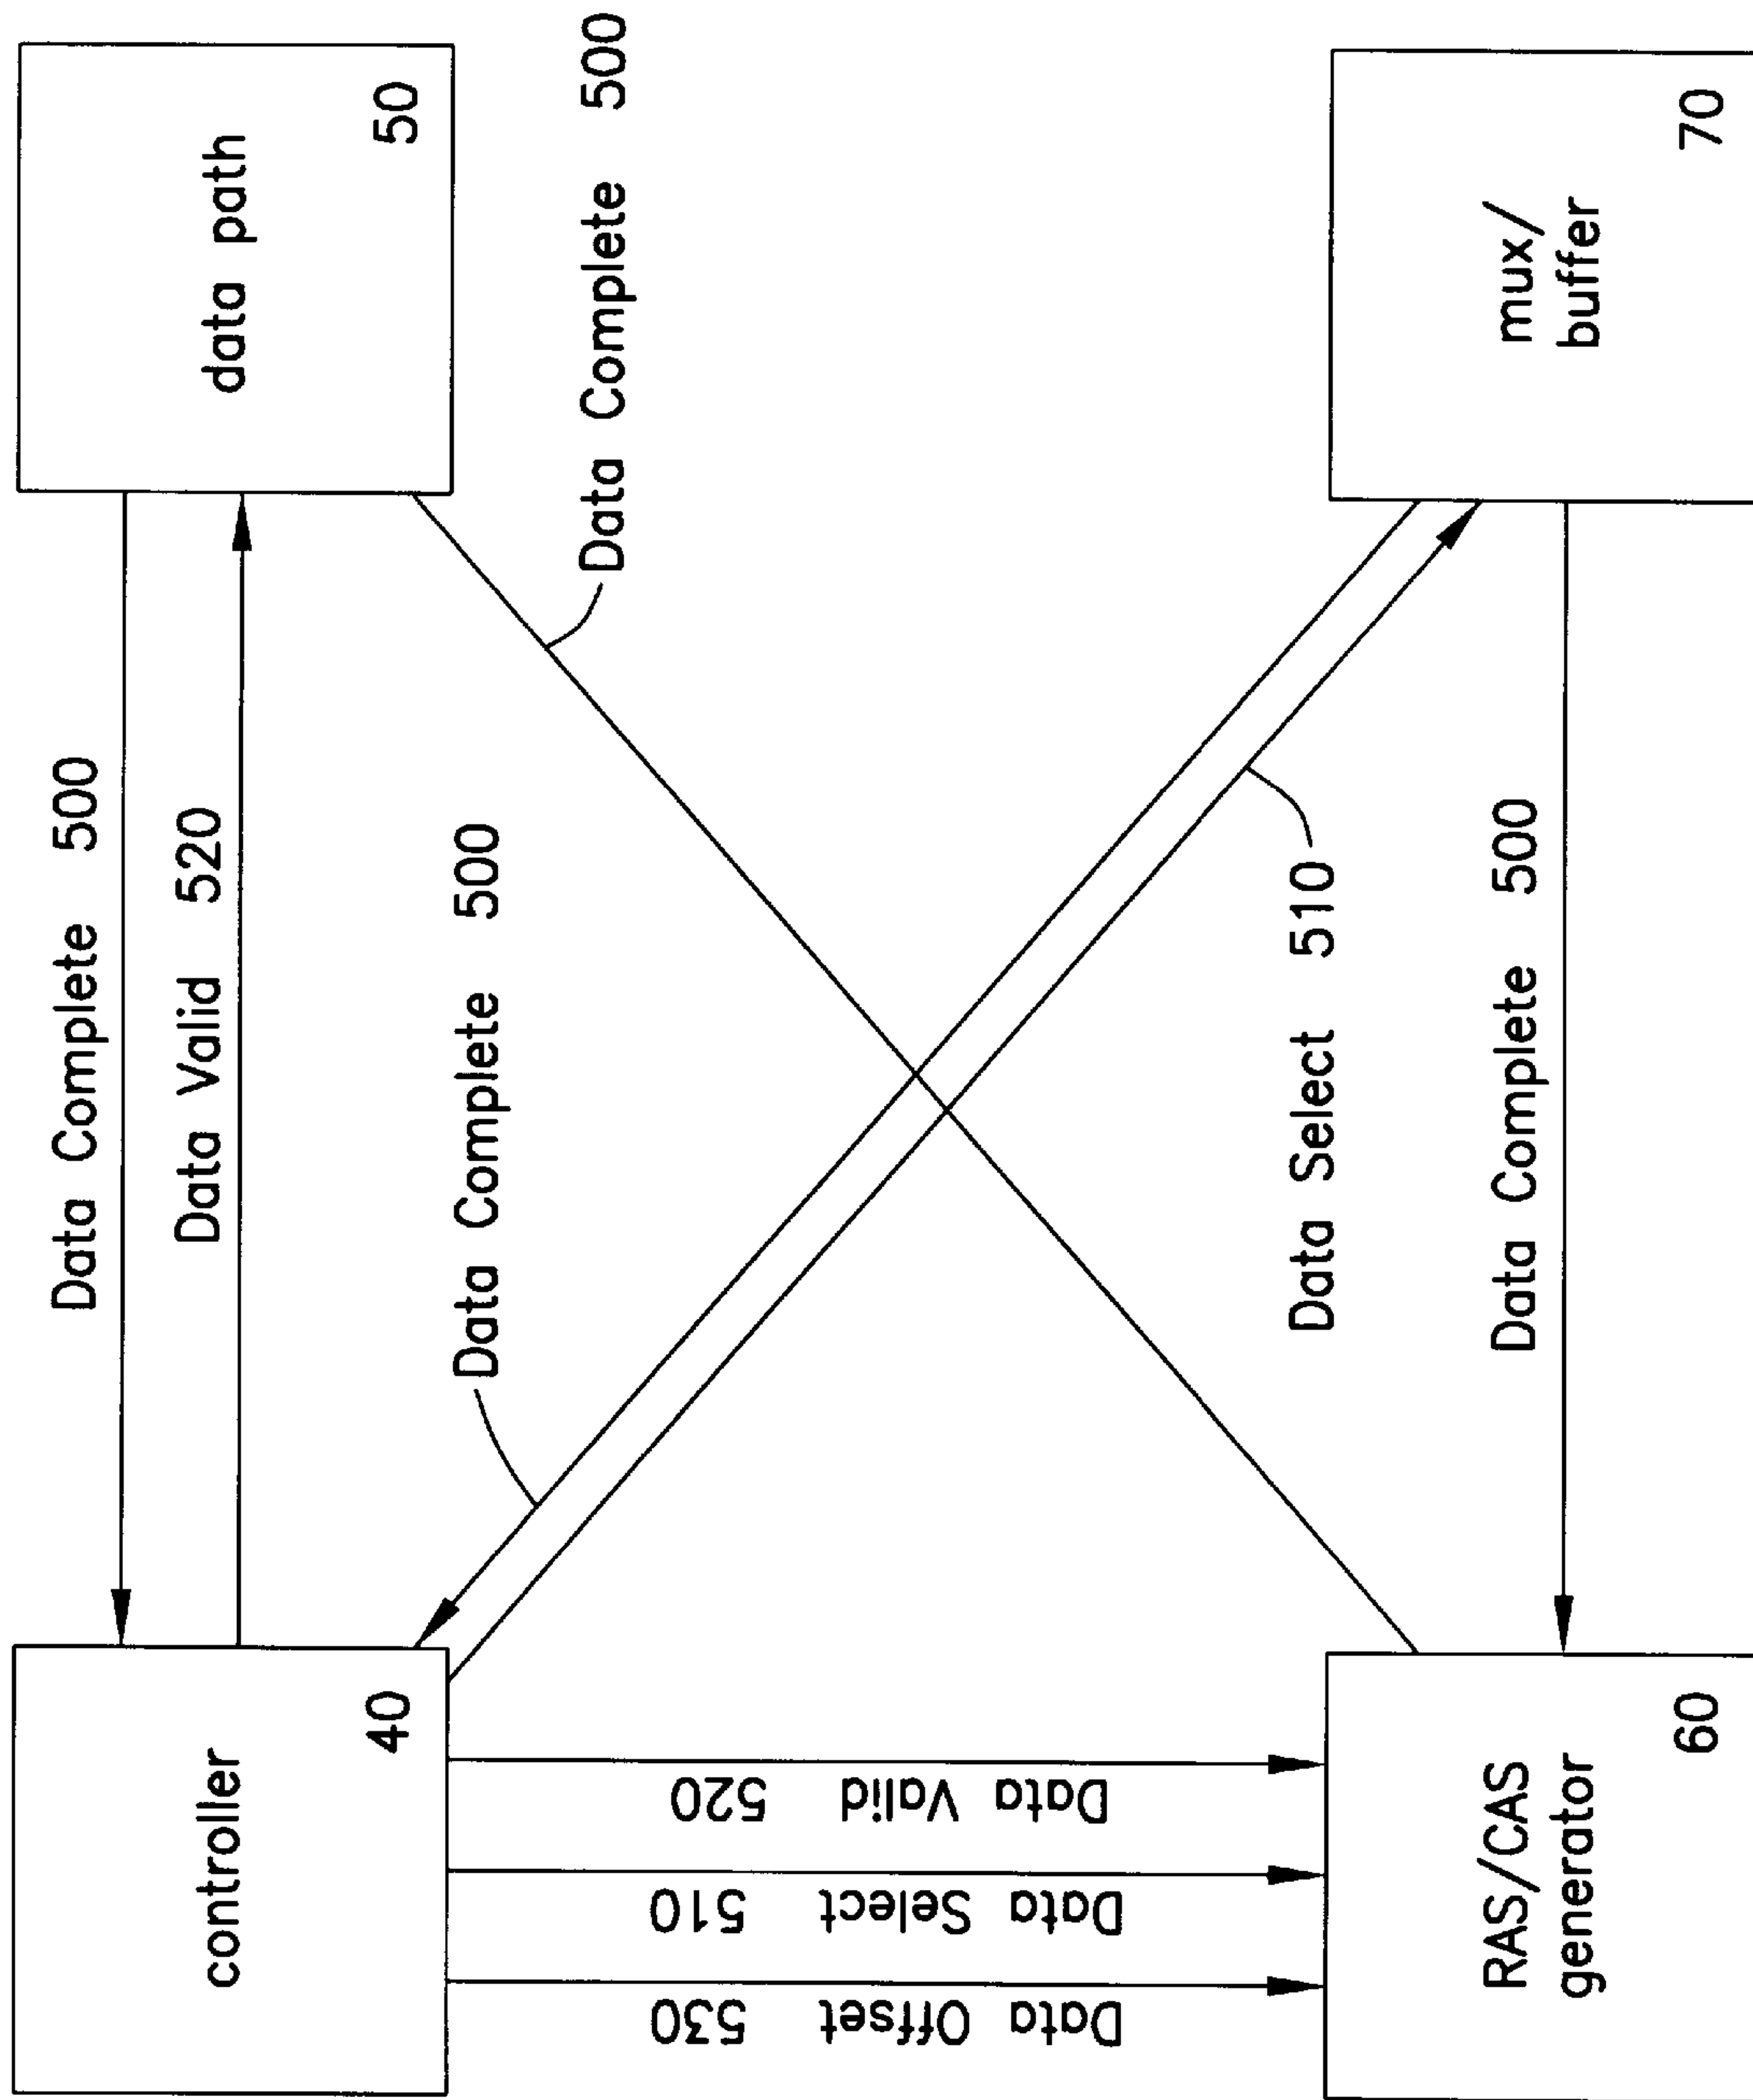 data path
50
Data Complete 500
Data Valid 520
Data Complete 500
Data Complete 500
mux/
buffer
70
Data Select 510
Data Complete 500
controller
40
Data Valid 520
Data Select 510
Data Offset 530
RAS/CAS
generator
60